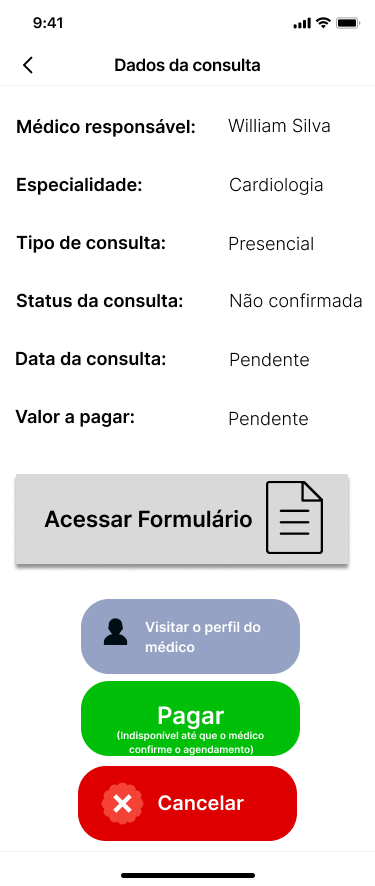 9:41
Dados da consulta
Médico responsável: William Silva
Especialidade: Cardiologia
Tipo de consulta: Presencial
Status da consulta: Não confirmada
Data da consulta: Pendente
Valor a pagar: Pendente
Acessar Formulário
Visitar o perfil do
médico
Pagar
(Indisponível até que o médico
confirme o agendamento)
Cancelar